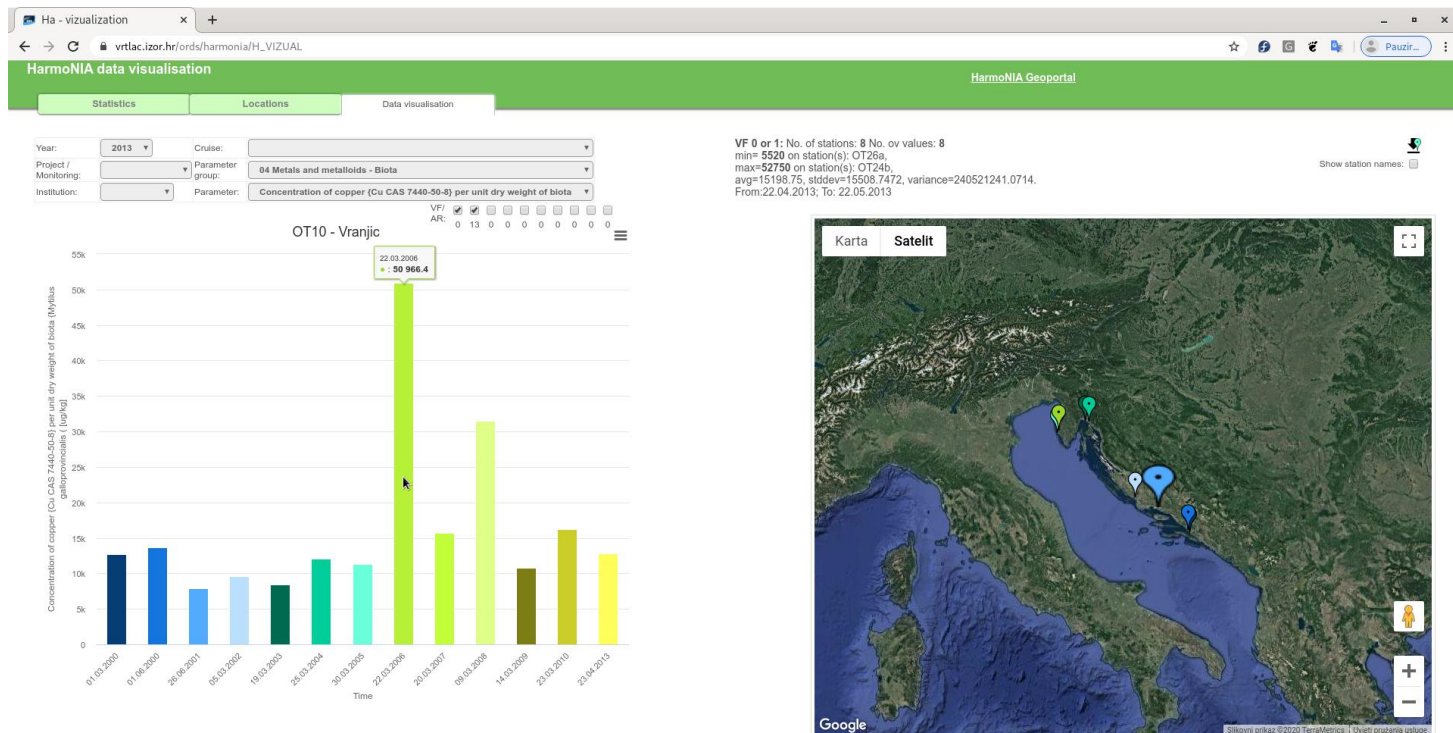 Ha - vizualization
vrtlac.izor.hr/ords/harmonia/H_VIZUAL
Pauzir...
HarmoNIA data visualisation
HarmoNIA Geoportal
Statistics
Locations
Data visualisation
Year:
2013
Cruise:
Project /
Monitoring:
Parameter
group:
04 Metals and metalloids - Biota
Institution:
Parameter:
Concentration of copper {Cu CAS 7440-50-8} per unit dry weight of biota
VF/
AR:
0 13 0 0 0 0 0 0 0 0
VF 0 or 1: No. of stations: 8 No. ov values: 8
min= 5520 on station(s): OT26a,
max=52750 on station(s): OT24b,
avg=15198.75, stddev=15508.7472, variance=240521241.0714.
From:22.04.2013; To: 22.05.2013
Show station names:
OT10 - Vranjic
22.03.2006
: 50 966.4
55k
50k
45k
40k
35k
30k
25k
20k
15k
10k
5k
0
Concentration of copper {Cu CAS 7440-50-8} per unit dry weight of biota (Mytilus
galloprovincialis ( [ug/kg]
01.03.2000
01.06.2000
26.06.2001
05.03.2002
19.03.2003
25.03.2004
30.03.2005
22.03.2006
20.03.2007
09.03.2008
14.03.2009
23.03.2010
23.04.2013
Time
Karta
Satelit
Google
Slikovni prikaz ©2020 TerraMetrics
Uvjeti pružanja usluge